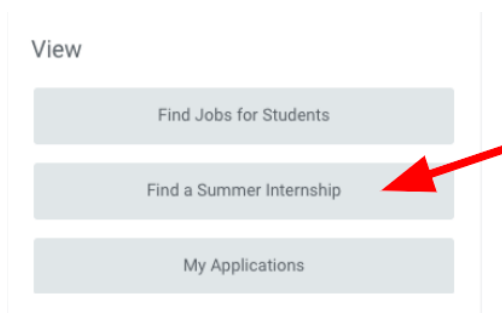 View
Find Jobs for Students
Find a Summer Internship
My Applications